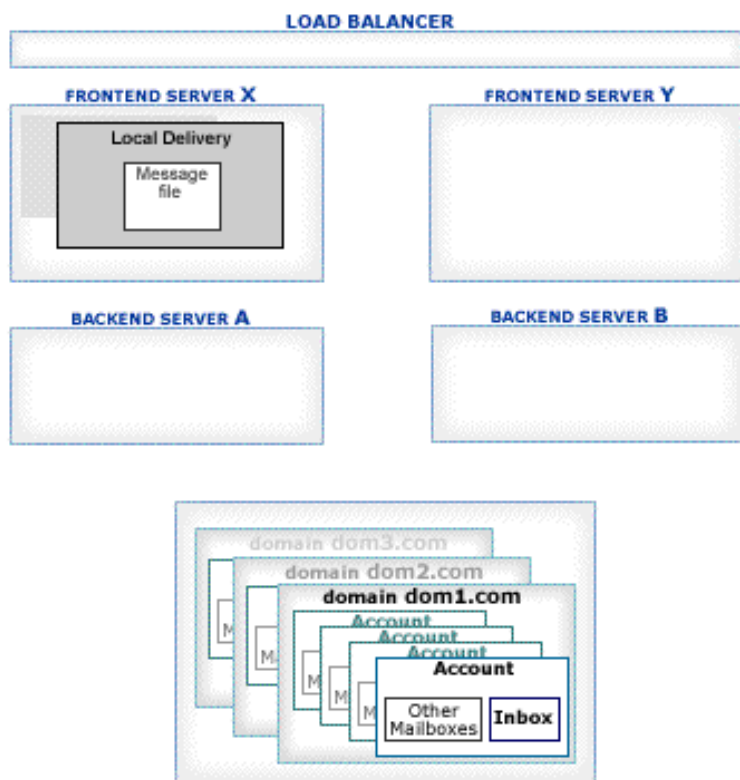 LOAD BALANCER
FRONTEND SERVER X
FRONTEND SERVER Y
Local Delivery
Message
file
BACKEND SERVER A
BACKEND SERVER B
domain dom3.com
domain dom2.com
domain dom1.com
Account
Account
Account
Account
M
M
M
M
M
Other
Mailboxes
Inbox